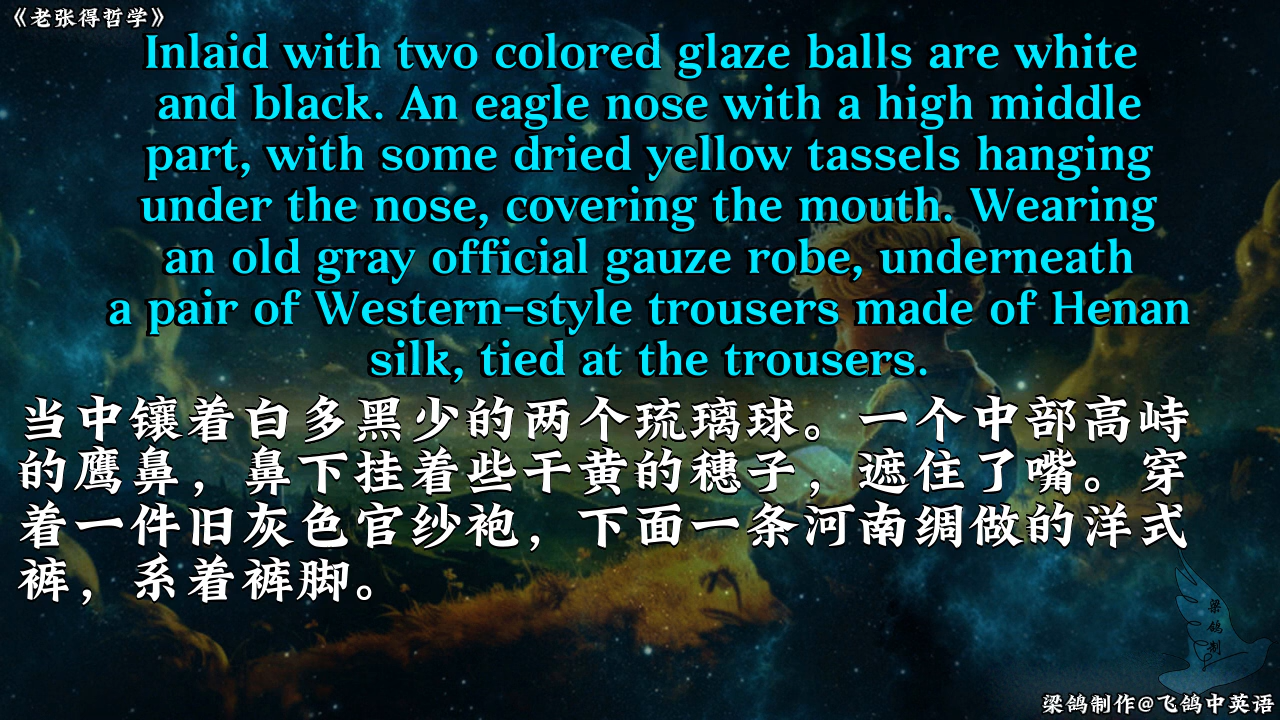 《老张得哲学》
Inlaid with two colored glaze balls are white
and black. An eagle nose with a high middle
part, with some dried yellow tassels hanging
under the nose, covering the mouth. Wearing
an old gray official gauze robe, underneath
a pair of Western-style trousers made of Henan
silk, tied at the trousers.
当中镶着白多黑少的两个琉璃球。一个中部高峙
的鹰鼻，鼻下挂着些干黄的穗子，遮住了嘴。穿
着一件旧灰色官纱袍，下面一条河南绸做的洋式
裤，系着裤脚。
梁鸽制
梁鸽制作@飞鸽中英语